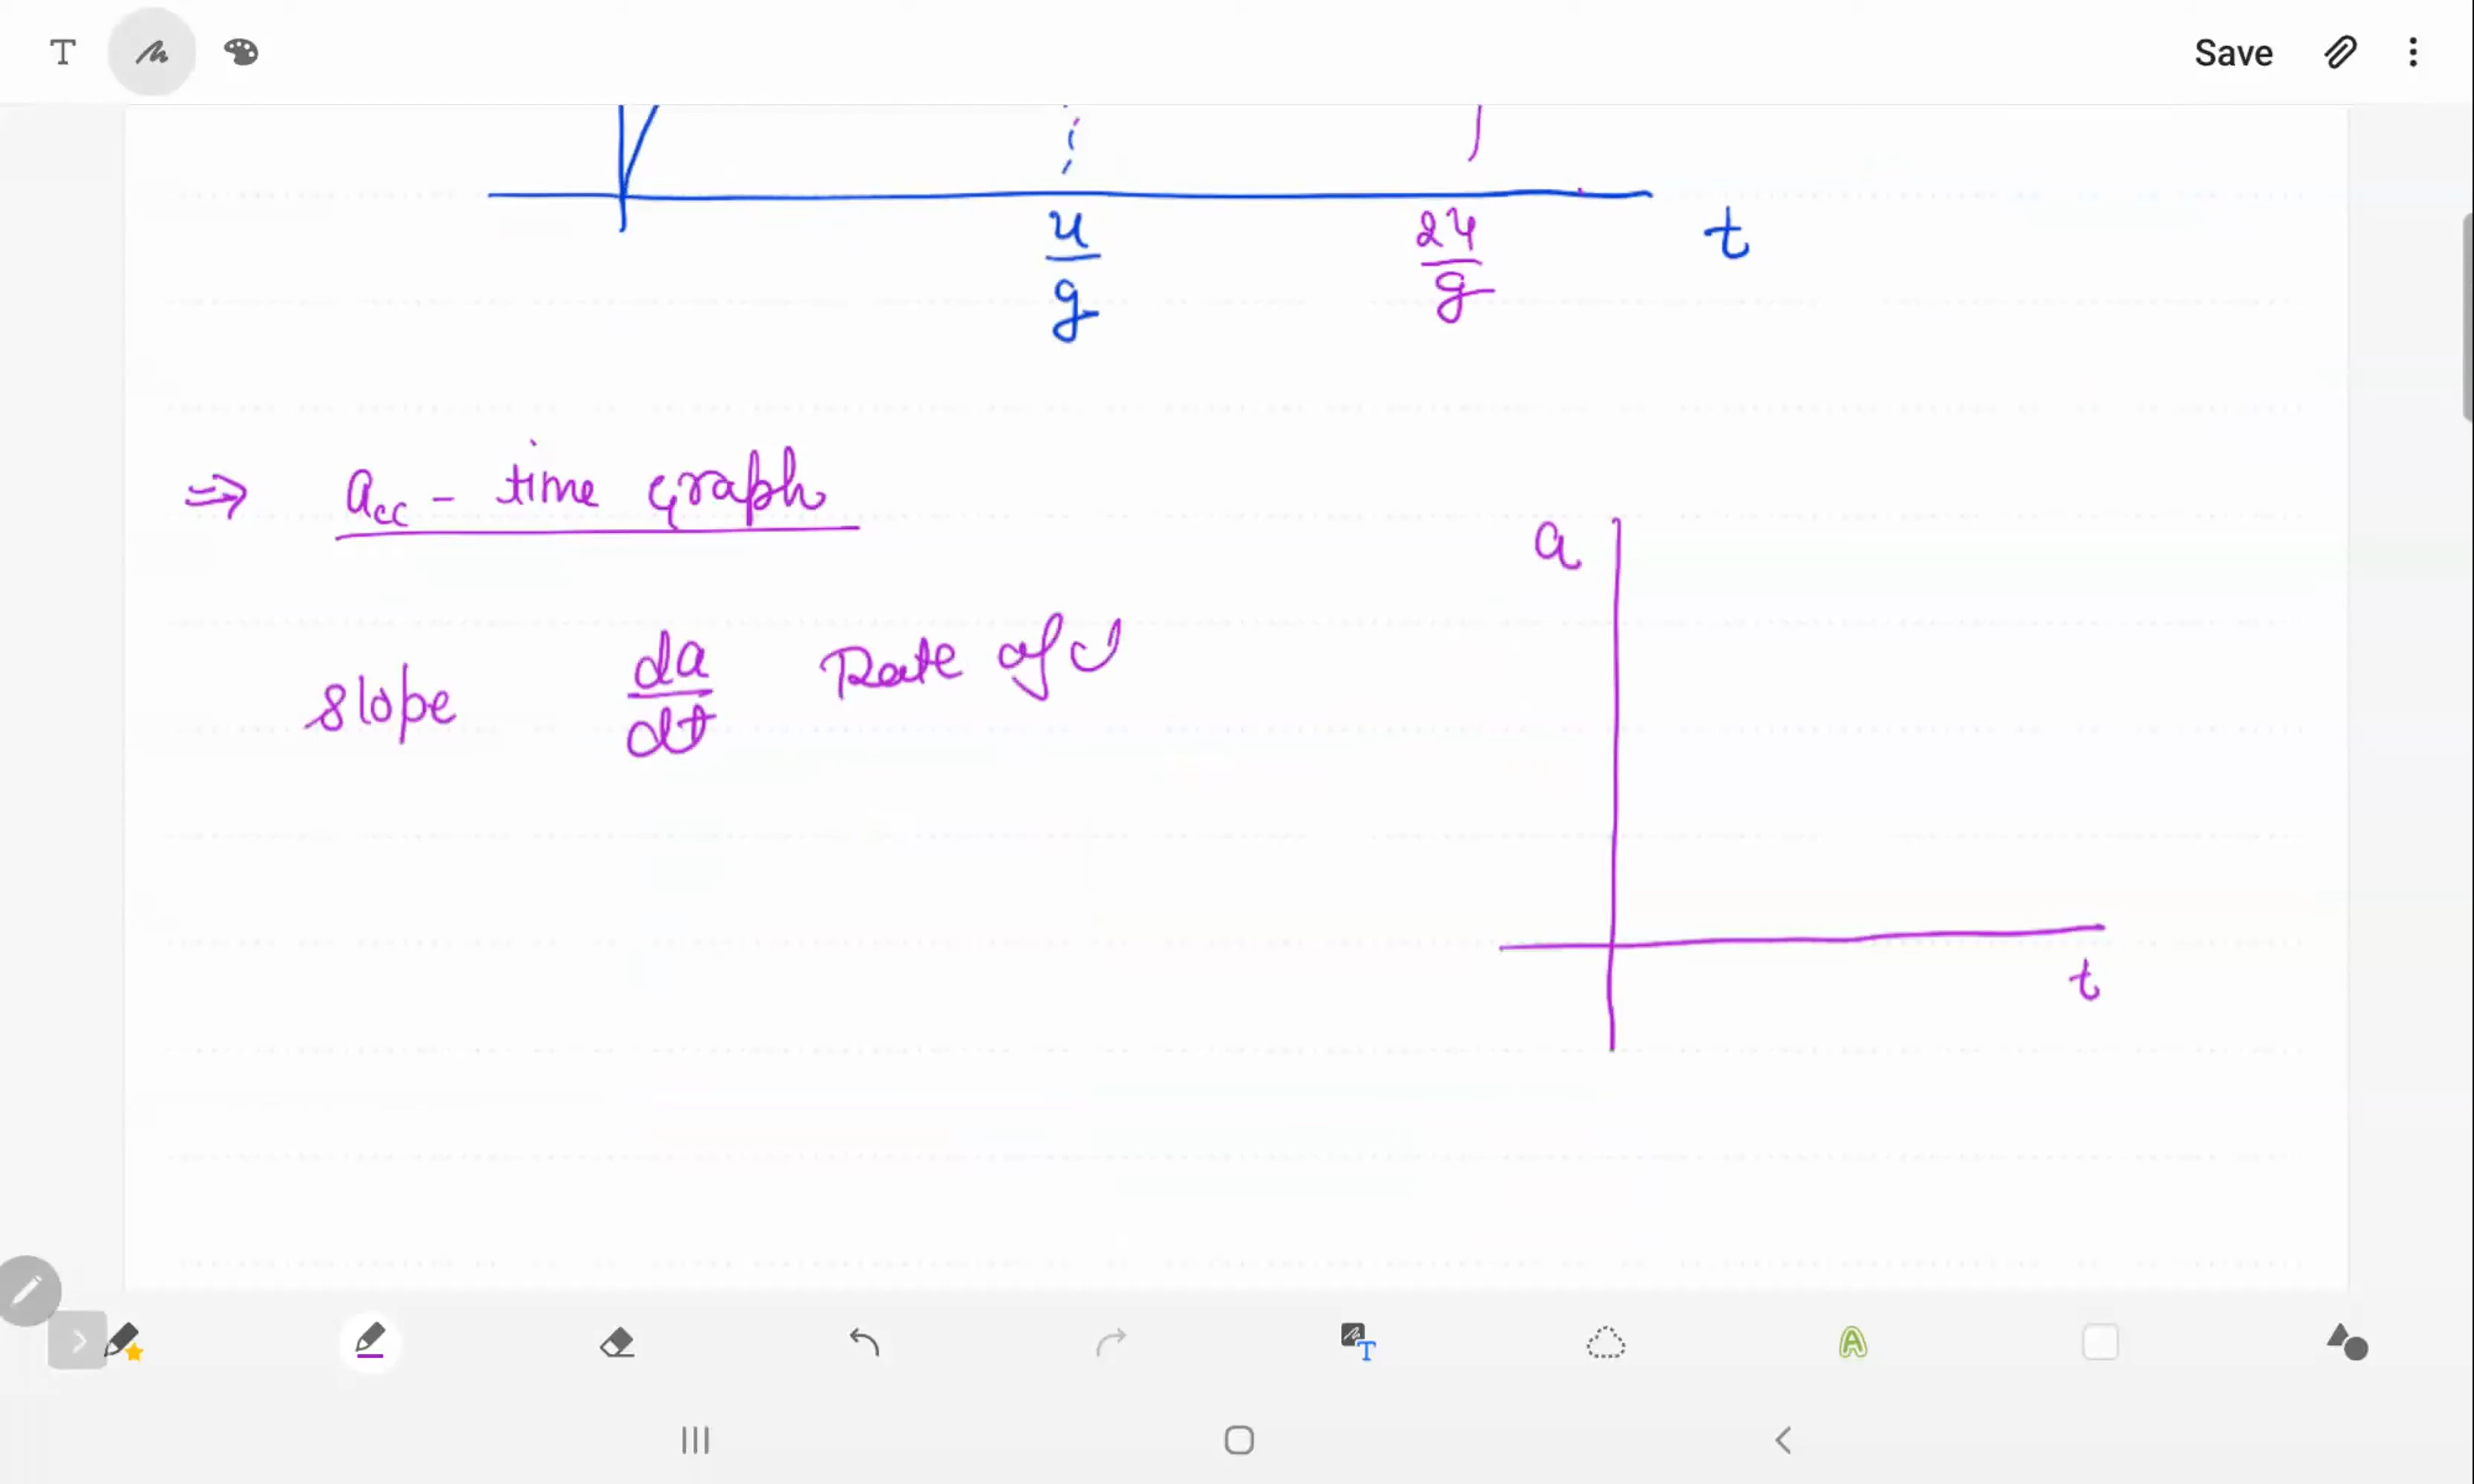 T Save
u/g 2u/g t
⇒ acc - time graph
a
slope da/dt Rate of c
t